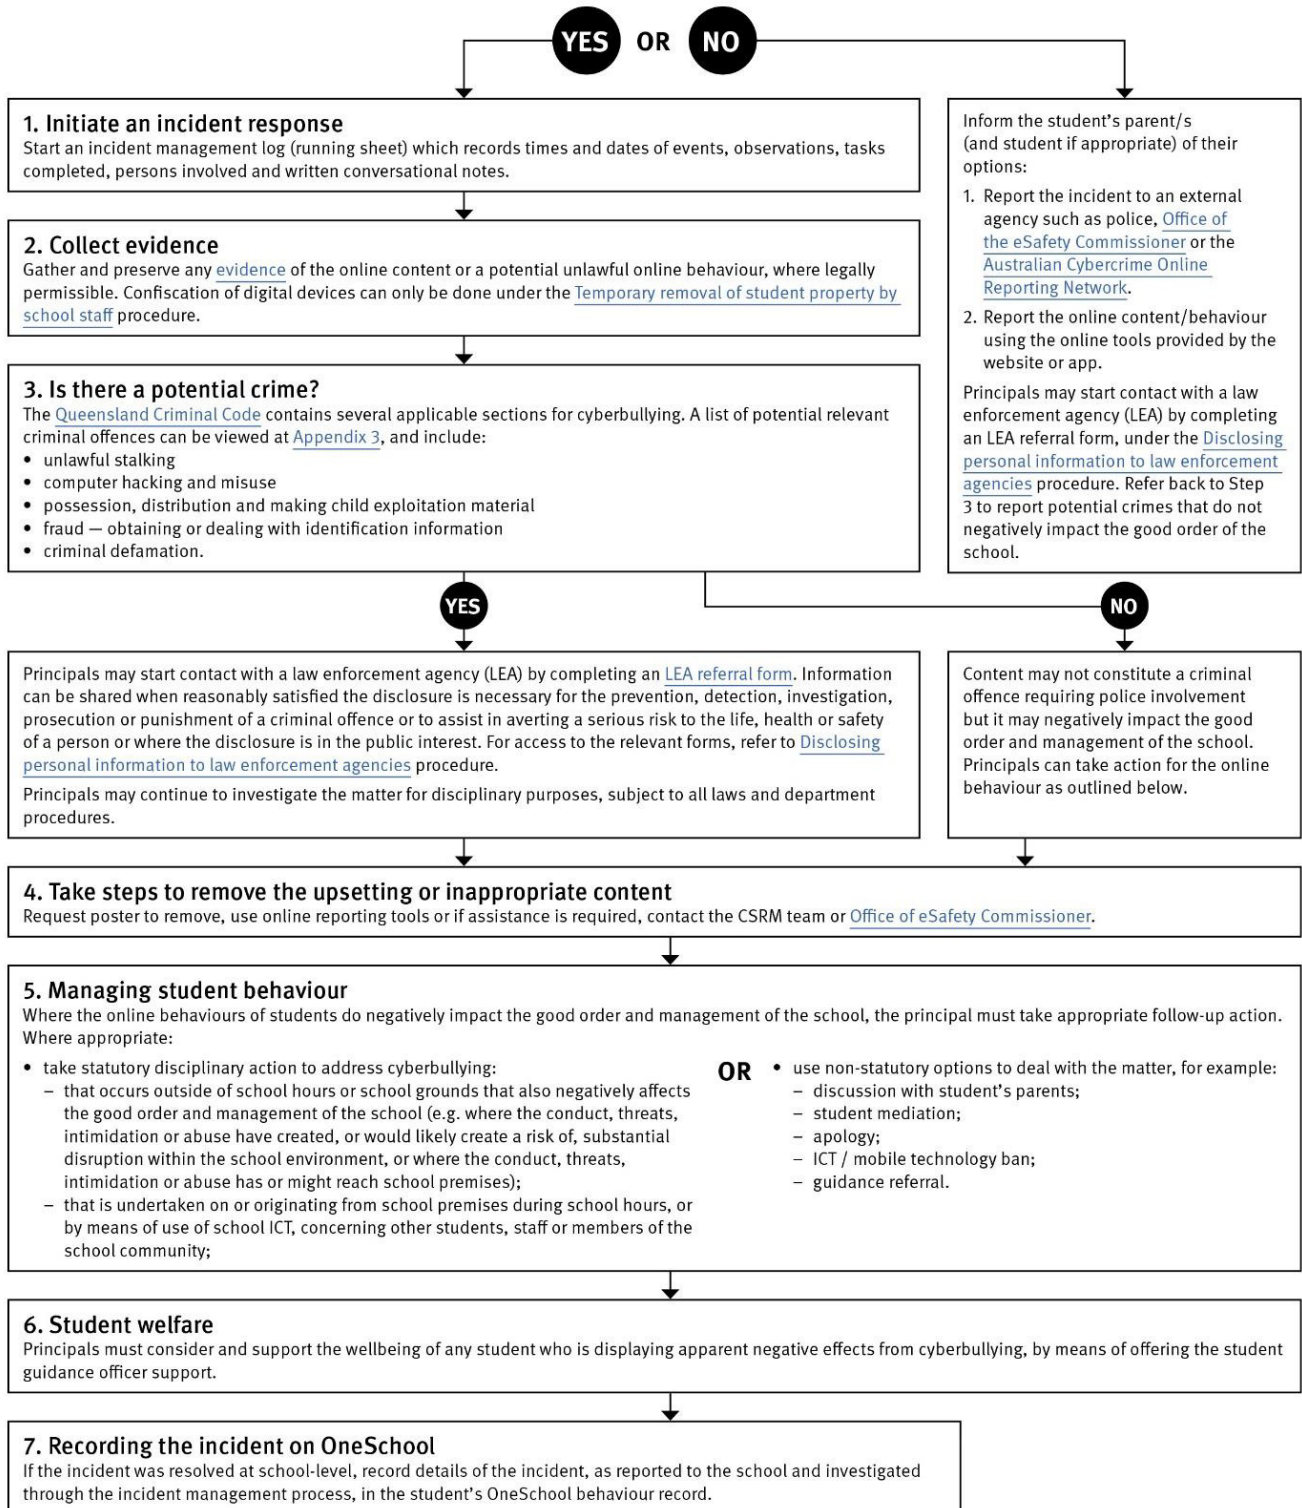 YES OR NO
1. Initiate an incident response
Start an incident management log (running sheet) which records times and dates of events, observations, tasks
completed, persons involved and written conversational notes.
2. Collect evidence
Gather and preserve any evidence of the online content or a potential unlawful online behaviour, where legally
permissible. Confiscation of digital devices can only be done under the Temporary removal of student property by
school staff procedure.
3. Is there a potential crime?
The Queensland Criminal Code contains several applicable sections for cyberbullying. A list of potential relevant
criminal offences can be viewed at Appendix 3, and include:
• unlawful stalking
• computer hacking and misuse
• possession, distribution and making child exploitation material
• fraud — obtaining or dealing with identification information
• criminal defamation.
Inform the student's parent/s
(and student if appropriate) of their
options:
1. Report the incident to an external
agency such as police, Office of
the eSafety Commissioner or the
Australian Cybercrime Online
Reporting Network.
2. Report the online content/behaviour
using the online tools provided by the
website or app.
Principals may start contact with a law
enforcement agency (LEA) by completing
an LEA referral form, under the Disclosing
personal information to law enforcement
agencies procedure. Refer back to Step
3 to report potential crimes that do not
negatively impact the good order of the
school.
YES
NO
Principals may start contact with a law enforcement agency (LEA) by completing an LEA referral form. Information
can be shared when reasonably satisfied the disclosure is necessary for the prevention, detection, investigation,
prosecution or punishment of a criminal offence or to assist in averting a serious risk to the life, health or safety
of a person or where the disclosure is in the public interest. For access to the relevant forms, refer to Disclosing
personal information to law enforcement agencies procedure.
Principals may continue to investigate the matter for disciplinary purposes, subject to all laws and department
procedures.
Content may not constitute a criminal
offence requiring police involvement
but it may negatively impact the good
order and management of the school.
Principals can take action for the online
behaviour as outlined below.
4. Take steps to remove the upsetting or inappropriate content
Request poster to remove, use online reporting tools or if assistance is required, contact the CSRM team or Office of eSafety Commissioner.
5. Managing student behaviour
Where the online behaviours of students do negatively impact the good order and management of the school, the principal must take appropriate follow-up action.
Where appropriate:
• take statutory disciplinary action to address cyberbullying:
– that occurs outside of school hours or school grounds that also negatively affects
the good order and management of the school (e.g. where the conduct, threats,
intimidation or abuse have created, or would likely create a risk of, substantial
disruption within the school environment, or where the conduct, threats,
intimidation or abuse has or might reach school premises);
– that is undertaken on or originating from school premises during school hours, or
by means of use of school ICT, concerning other students, staff or members of the
school community;
OR
• use non-statutory options to deal with the matter, for example:
– discussion with student's parents;
– student mediation;
– apology;
– ICT / mobile technology ban;
– guidance referral.
6. Student welfare
Principals must consider and support the wellbeing of any student who is displaying apparent negative effects from cyberbullying, by means of offering the student
guidance officer support.
7. Recording the incident on OneSchool
If the incident was resolved at school-level, record details of the incident, as reported to the school and investigated
through the incident management process, in the student's OneSchool behaviour record.